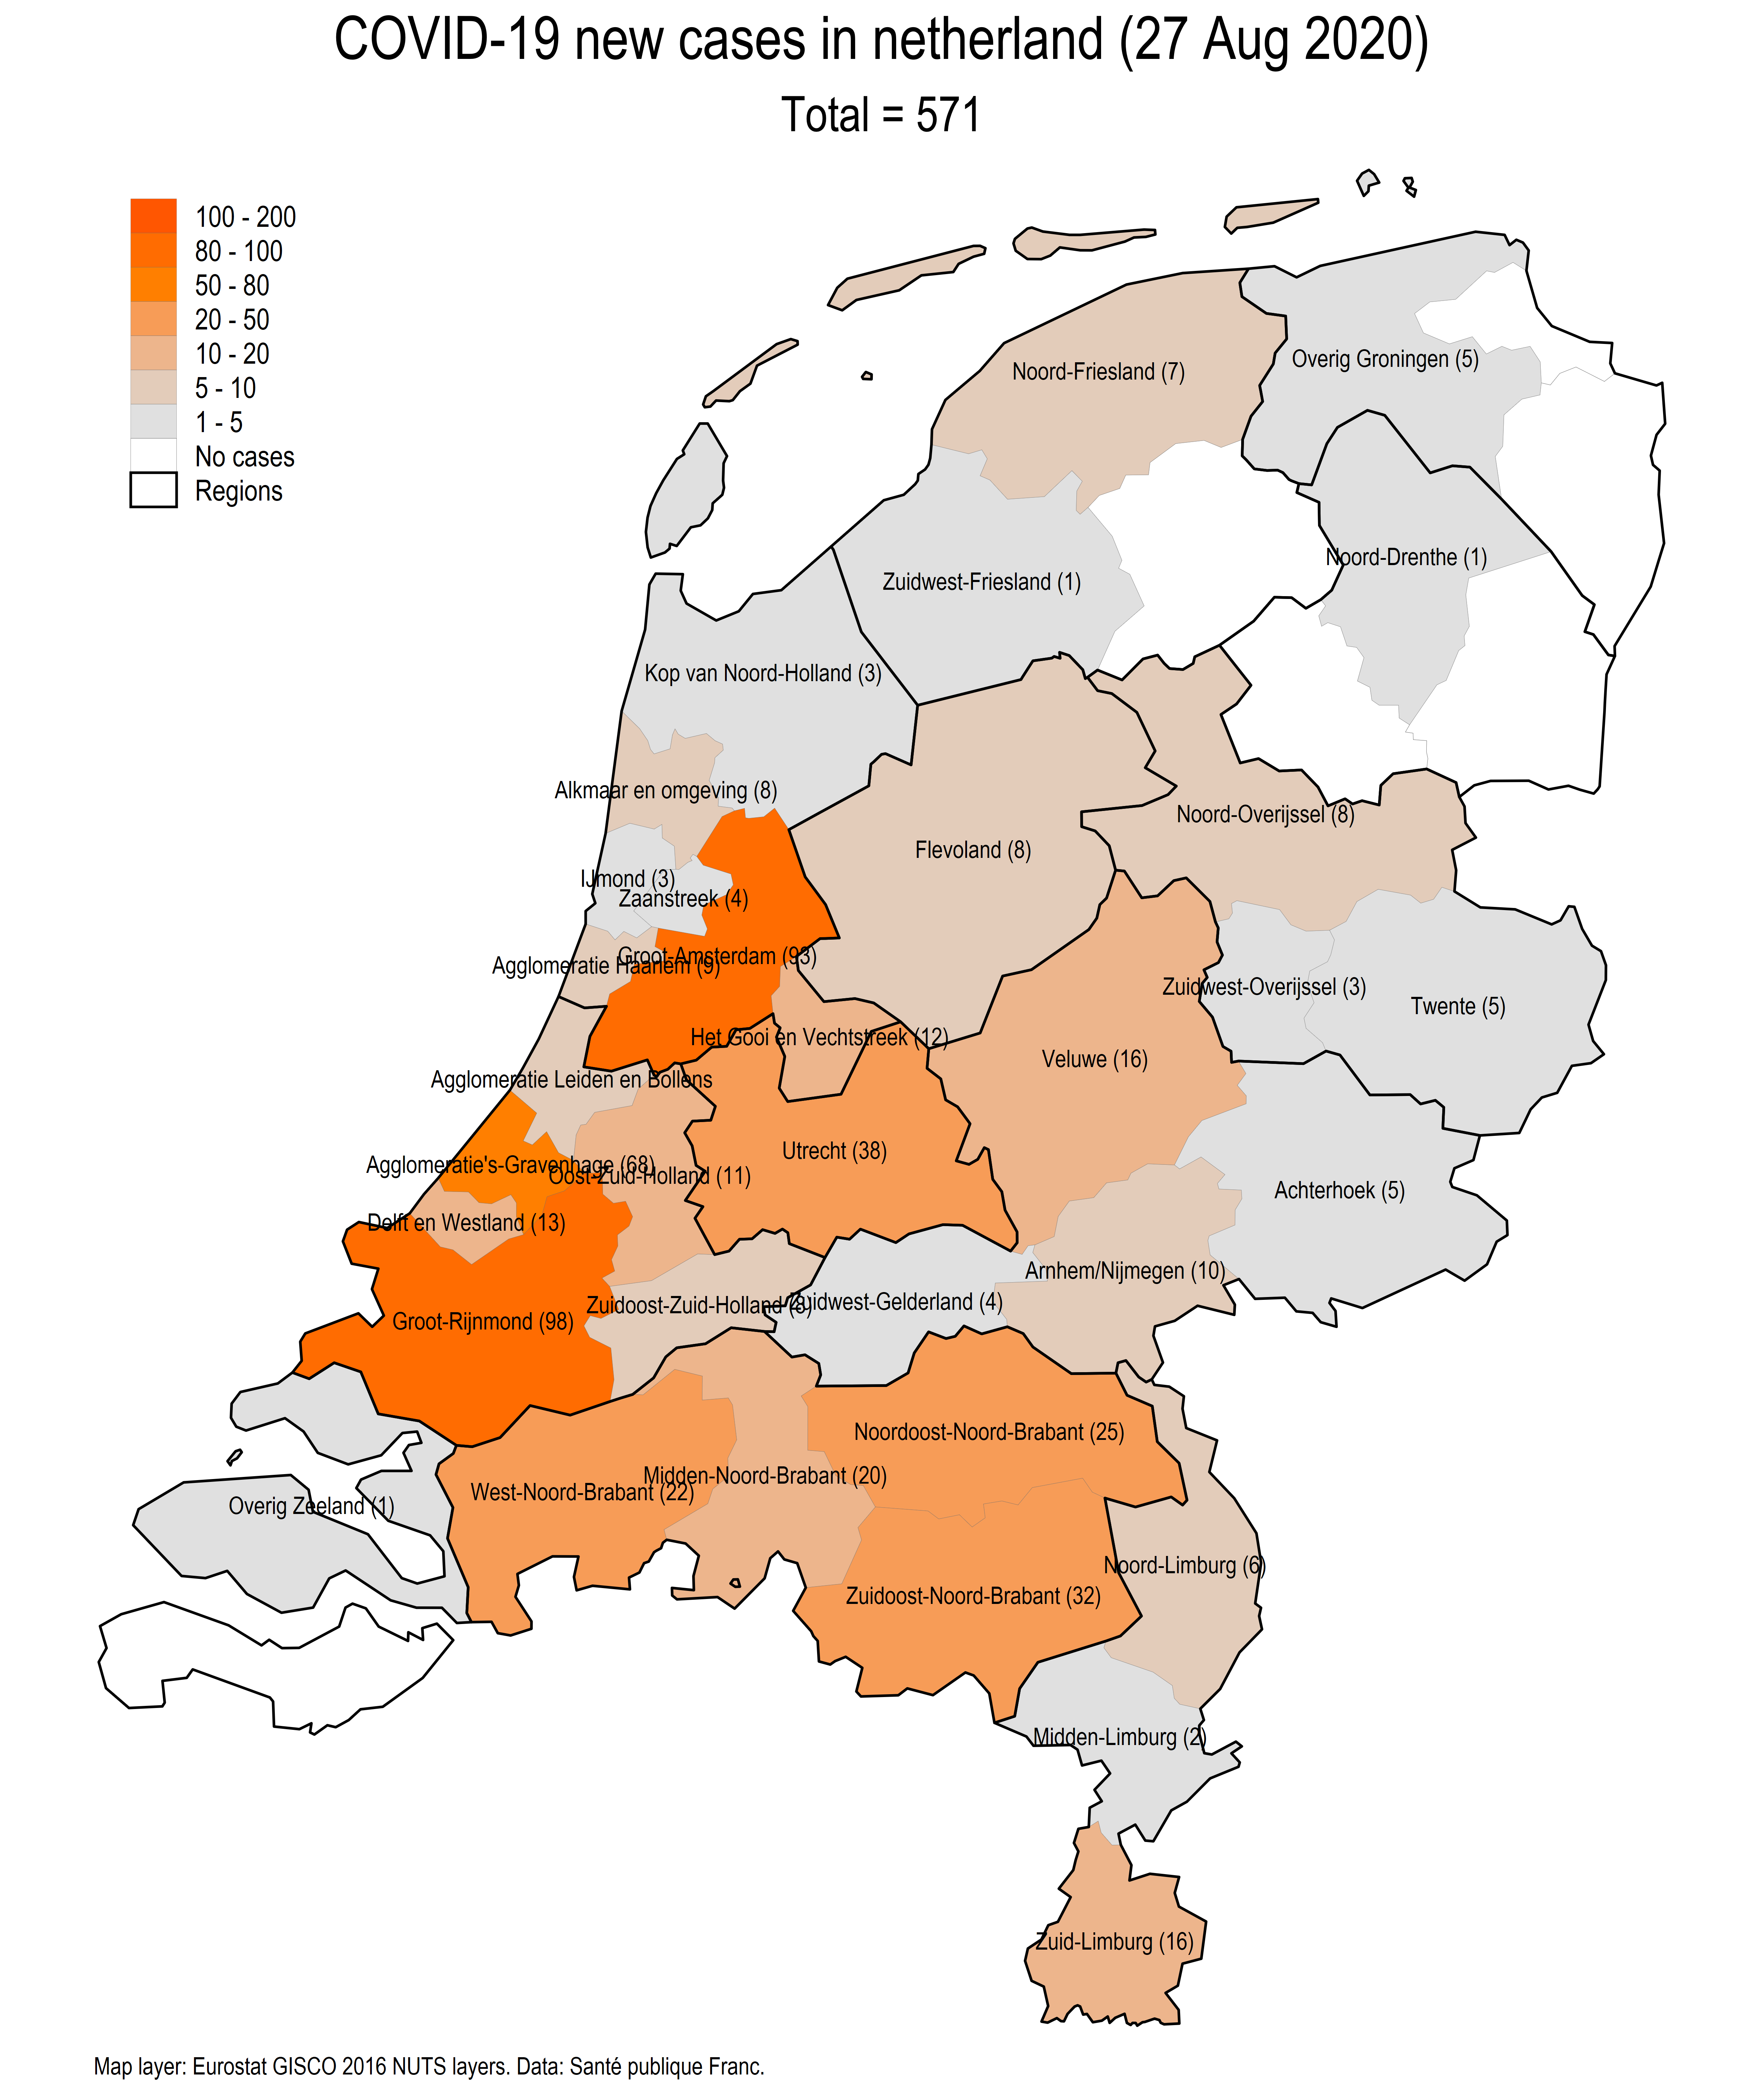 COVID-19 new cases in netherland (27 Aug 2020)
Total = 571
100 - 200
80 - 100
50 - 80
20 - 50
10 - 20
5 - 10
1 - 5
No cases
Regions
Noord-Friesland (7)
Overig Groningen (5)
Noord-Drenthe (1)
Zuidwest-Friesland (1)
Kop van Noord-Holland (3)
Alkmaar en omgeving (8)
Noord-Overijssel (8)
Flevoland (8)
IJmond (3)
Zaanstreek (4)
Groot-Amsterdam (93)
Agglomeratie Haarlem (9)
Zuidwest-Overijssel (3)
Twente (5)
Het Gooi en Vechtstreek (12)
Veluwe (16)
Agglomeratie Leiden en Bollens
Utrecht (38)
Agglomeratie's-Gravenhage (68)
Oost-Zuid-Holland (11)
Achterhoek (5)
Delft en Westland (13)
Arnhem/Nijmegen (10)
Zuidoost-Zuid-Holland
Zuidwest-Gelderland (4)
Groot-Rijnmond (98)
Noordoost-Noord-Brabant (25)
Midden-Noord-Brabant (20)
West-Noord-Brabant (22)
Overig Zeeland (1)
Noord-Limburg (6)
Zuidoost-Noord-Brabant (32)
Midden-Limburg (2)
Zuid-Limburg (16)
Map layer: Eurostat GISCO 2016 NUTS layers. Data: Santé publique Franc.